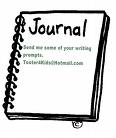 Journal
Send me some of your writing
prompts,
Tooter4Kids@Hotmail.com